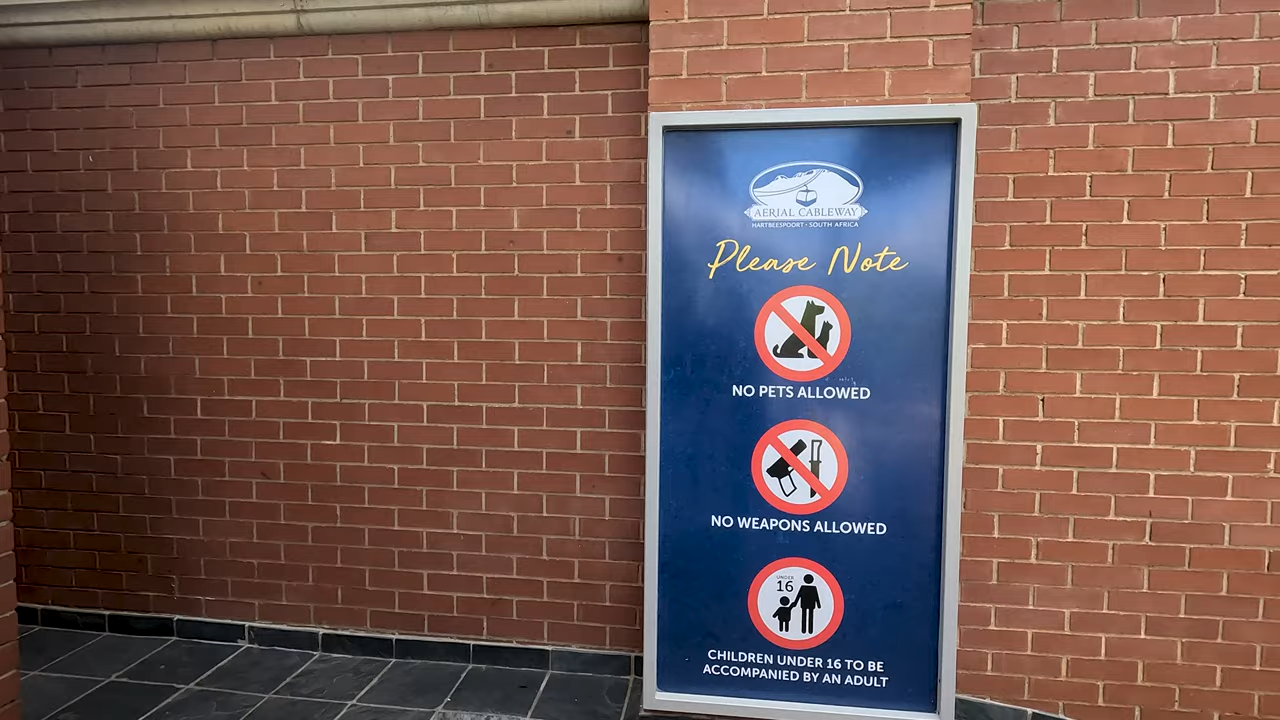 AERIAL CABLEWAY
HARTBEESPOORT • SOUTH AFRICA
Please Note
NO PETS ALLOWED
NO WEAPONS ALLOWED
UNDER
16
CHILDREN UNDER 16 TO BE
ACCOMPANIED BY AN ADULT